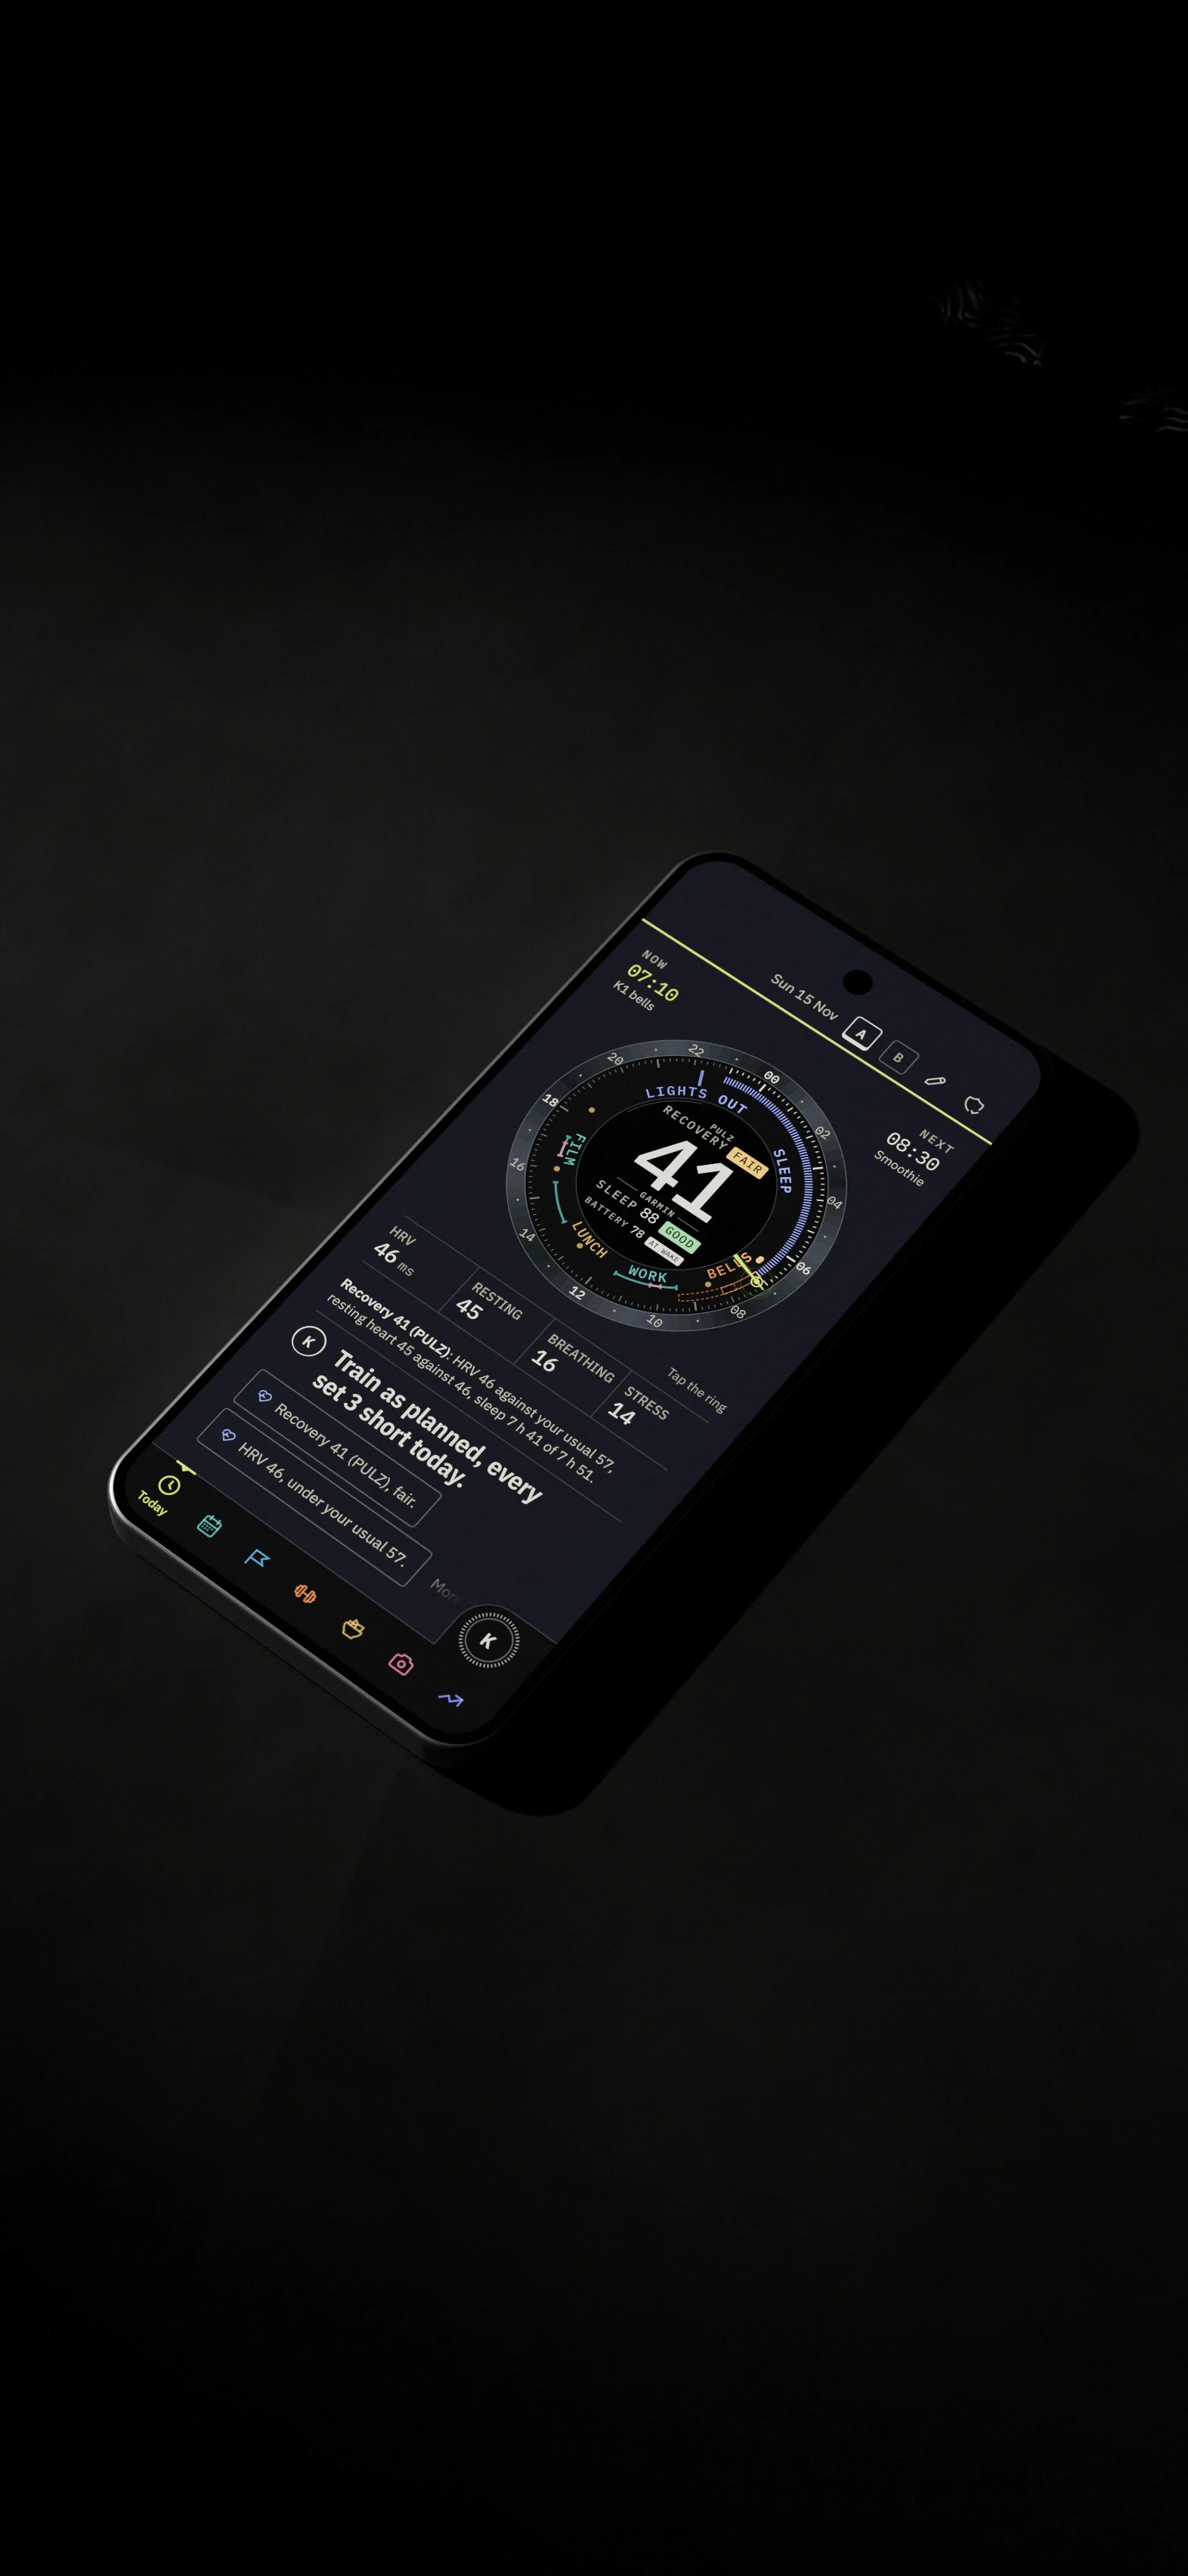 Sun 15 Nov
A
B
NOW
07:10
K1 bells
NEXT
08:30
Smoothie
22
00
02
04
06
08
10
12
14
16
18
20
LIGHTS OUT
SLEEP
BELLS
WORK
LUNCH
FILM
PULZ
RECOVERY
41
FAIR
GARMIN
SLEEP 88 GOOD
BATTERY 78 AT WAKE
Tap the ring
HRV
46 ms
RESTING
45
BREATHING
16
STRESS
14
Recovery 41 (PULZ): HRV 46 against your usual 57,
resting heart 45 against 46, sleep 7 h 41 of 7 h 51.
K
Train as planned, every
set 3 short today.
Recovery 41 (PULZ), fair.
HRV 46, under your usual 57.
More
Today
K